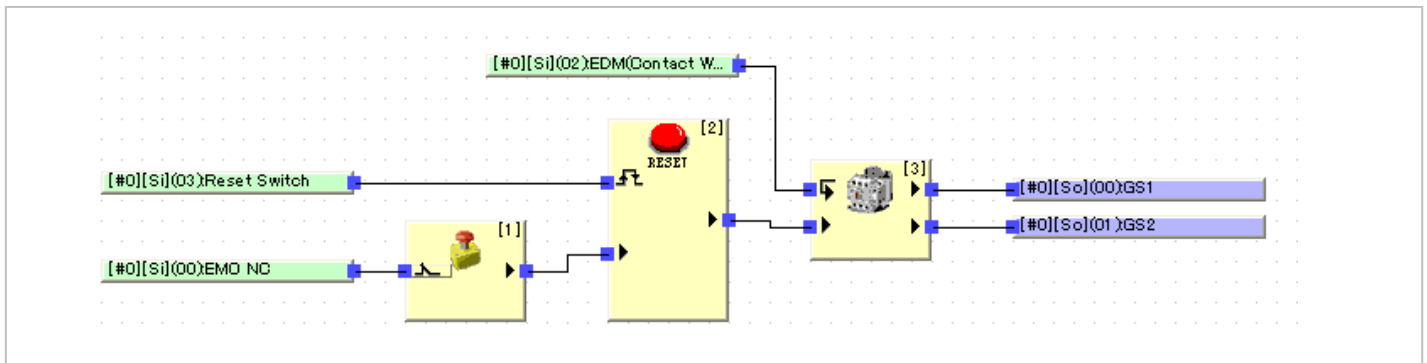 [#0][Si](02):EDM(Contact W...
[2]
RESET
[3]
[#0][Si](03):Reset Switch
[#0][So](00):GS1
[#0][So](01):GS2
[1]
[#0][Si](00):EMO NC